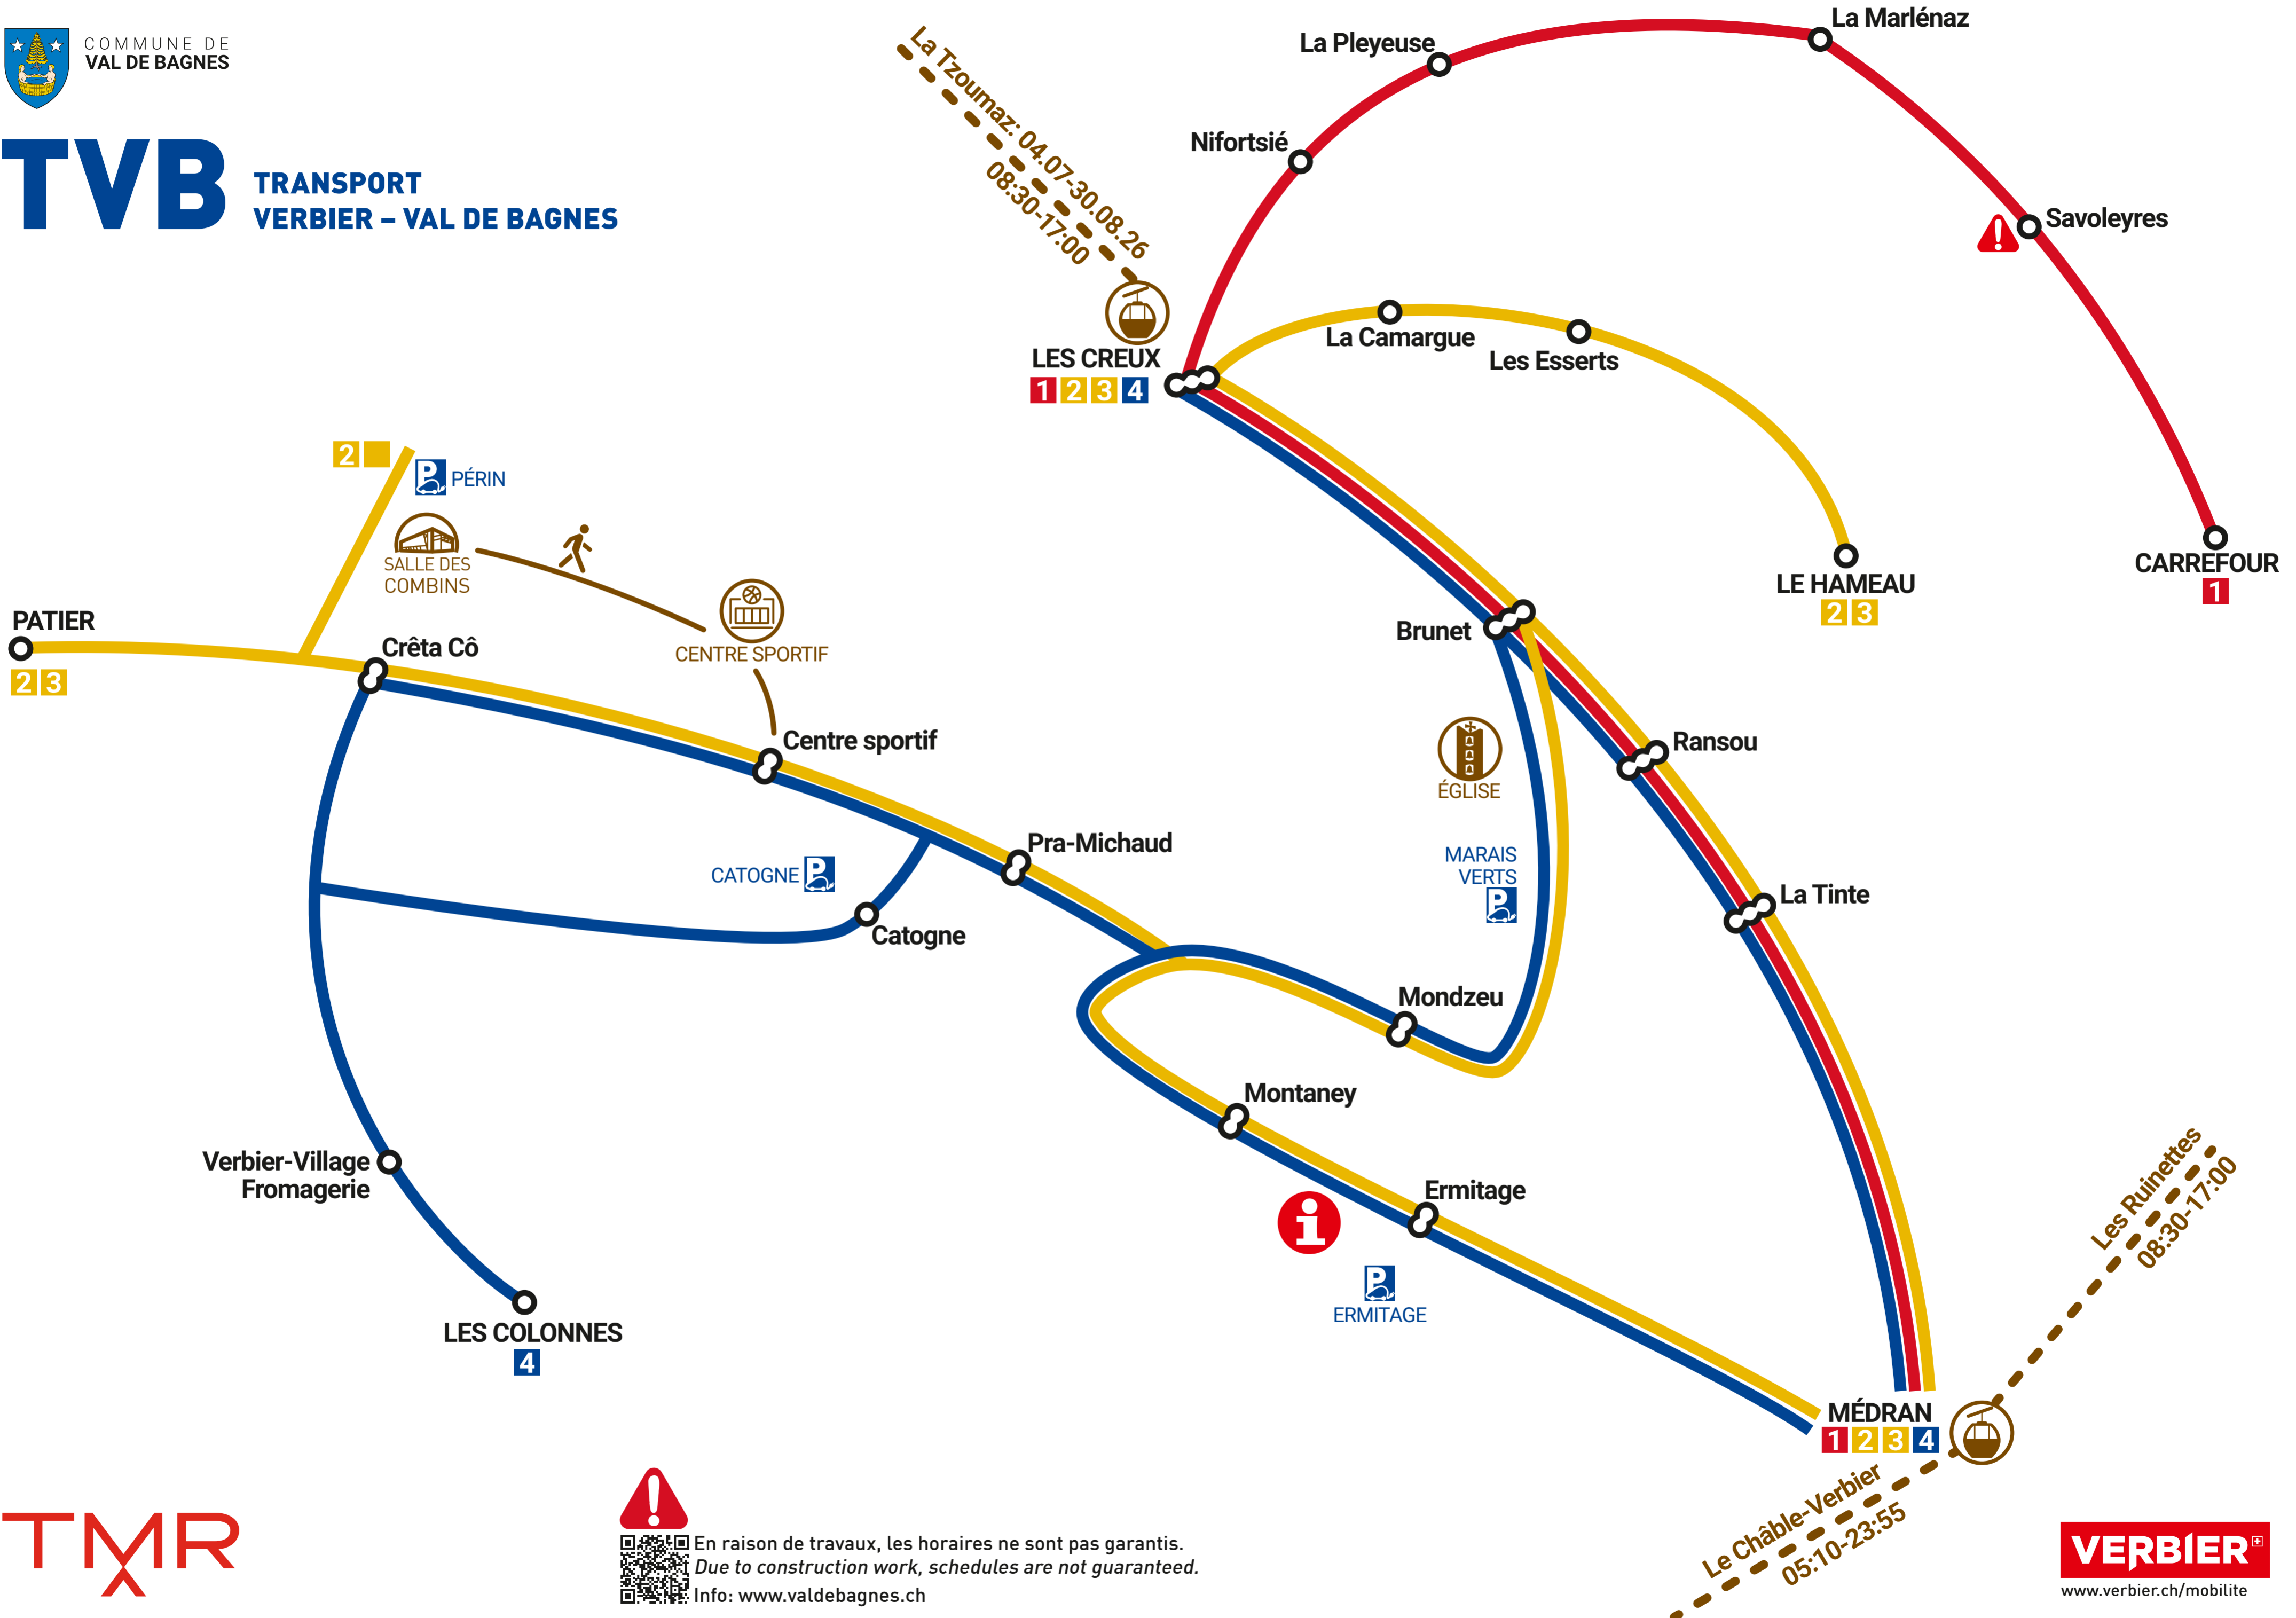 COMMUNE DE
VAL DE BAGNES
TVB
TRANSPORT
VERBIER – VAL DE BAGNES
La Tzoumaz: 04.07-30.08.26
08:30-17:00
La Pleyeuse
La Marlénaz
Nifortsié
Savoleyres
LES CREUX
1 2 3 4
La Camargue
Les Esserts
LE HAMEAU
2 3
CARREFOUR
1
2
P PÉRIN
SALLE DES
COMBINS
CENTRE SPORTIF
PATIER
2 3
Crêta Cô
Centre sportif
Brunet
Ransou
ÉGLISE
MARAIS
VERTS
P
La Tinte
Pra-Michaud
CATOGNE P
Catogne
Mondzeu
Montaney
Verbier-Village
Fromagerie
Ermitage
i
P
ERMITAGE
LES COLONNES
4
Les Ruinettes
08:30-17:00
MÉDRAN
1 2 3 4
Le Châble-Verbier
05:10-23:55
TMR
En raison de travaux, les horaires ne sont pas garantis.
Due to construction work, schedules are not guaranteed.
Info: www.valdebagnes.ch
VERBIER
www.verbier.ch/mobilite